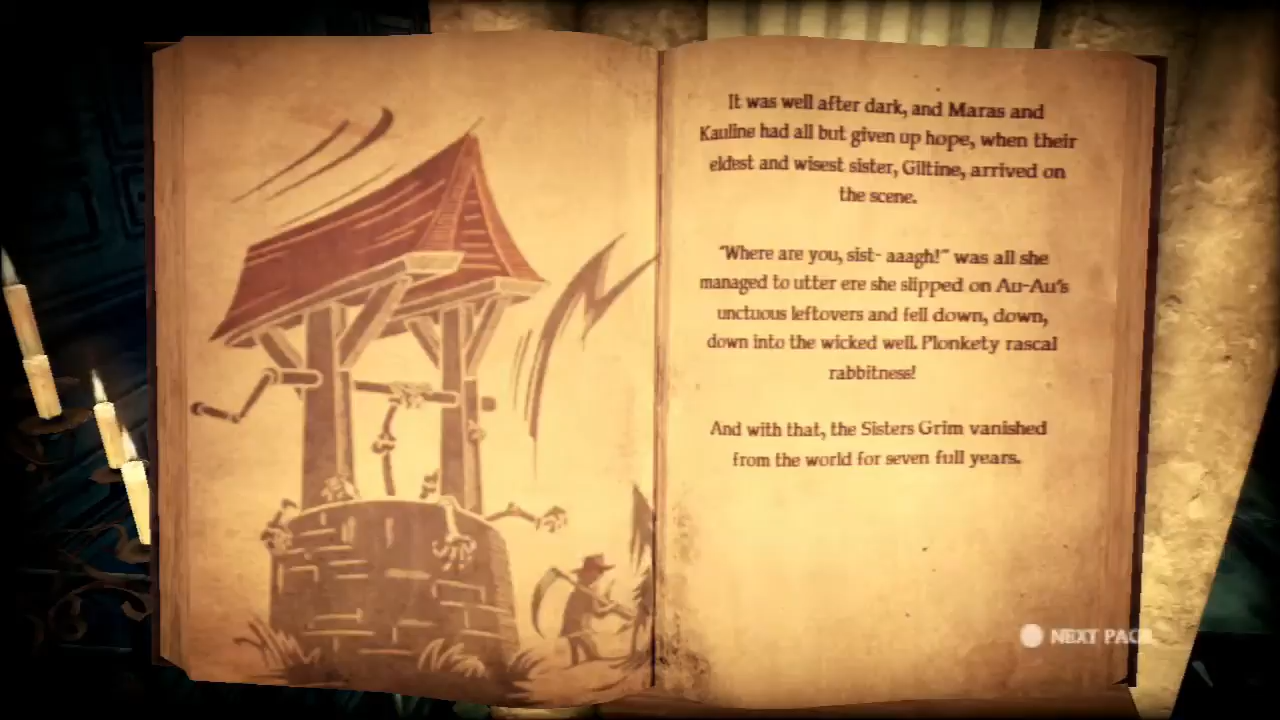 It was well after dark, and Maras and
Kauline had all but given up hope, when their
eldest and wisest sister, Giltine, arrived on
the scene.
"Where are you, sist- aaagh!" was all she
managed to utter ere she slipped on Au-Au's
unctuous leftovers and fell down, down,
down into the wicked well. Plonkety rascal
rabbitness!
And with that, the Sisters Grim vanished
from the world for seven full years.
NEXT PAGE